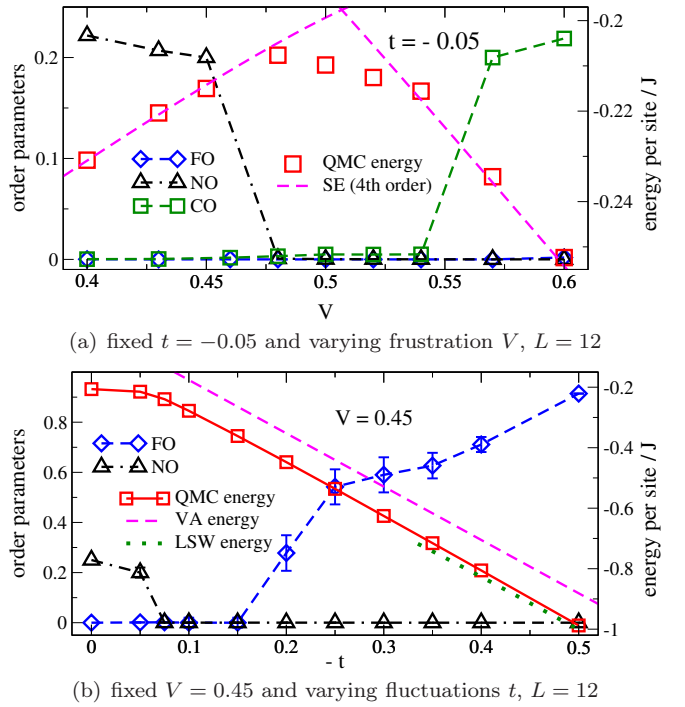 t = - 0.05
order parameters
energy per site / J
0.2
0.1
0
-0.2
-0.22
-0.24
FO
NO
CO
QMC energy
SE (4th order)
0.4 0.45 0.5 0.55 0.6
V
(a) fixed t = −0.05 and varying frustration V, L = 12
V = 0.45
order parameters
energy per site / J
0.8
0.6
0.4
0.2
0
-0.2
-0.4
-0.6
-0.8
-1
FO
NO
QMC energy
VA energy
LSW energy
0 0.1 0.2 0.3 0.4 0.5
- t
(b) fixed V = 0.45 and varying fluctuations t, L = 12